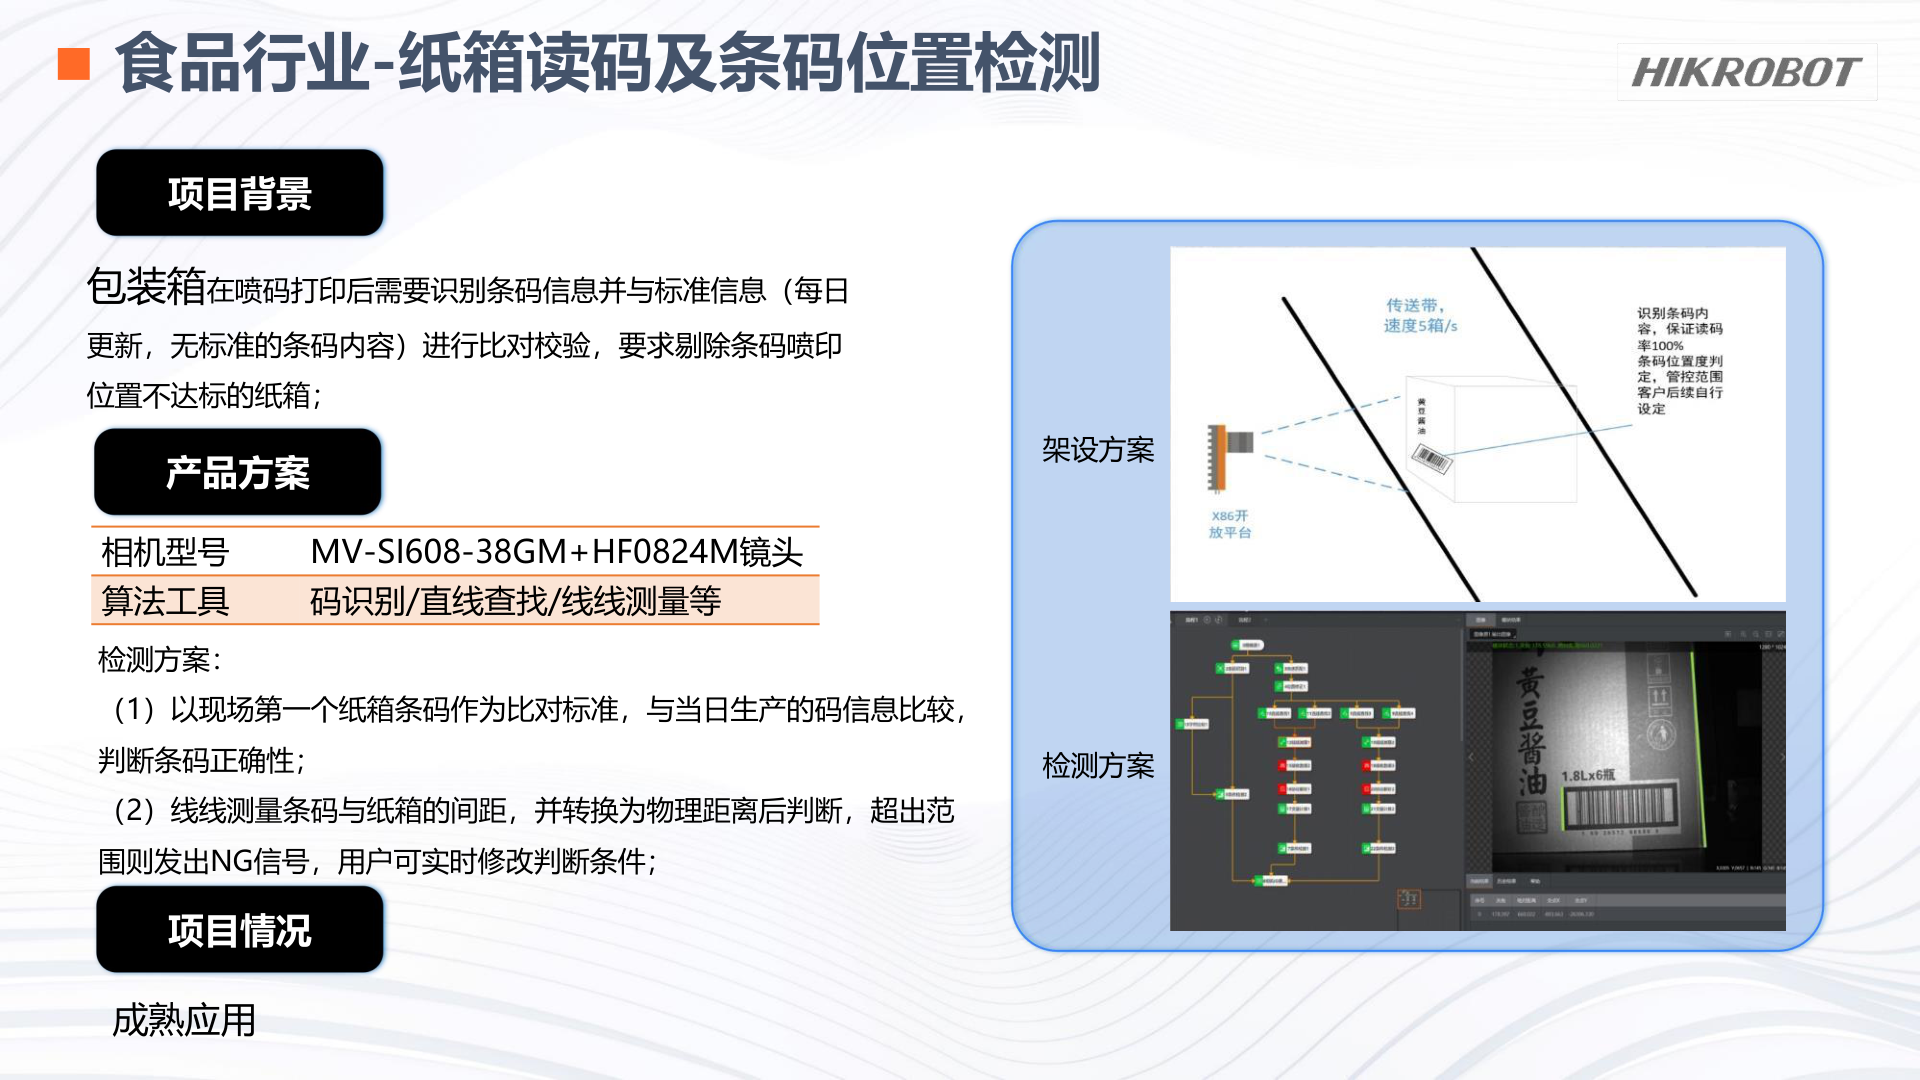 食品行业-纸箱读码及条码位置检测
HIKROBOT
项目背景
包装箱在喷码打印后需要识别条码信息并与标准信息（每日
更新，无标准的条码内容）进行比对校验，要求剔除条码喷印
位置不达标的纸箱；
产品方案
相机型号 MV-SI608-38GM+HF0824M镜头
算法工具 码识别/直线查找/线线测量等
检测方案：
（1）以现场第一个纸箱条码作为比对标准，与当日生产的码信息比较，
判断条码正确性；
（2）线线测量条码与纸箱的间距，并转换为物理距离后判断，超出范
围则发出NG信号，用户可实时修改判断条件；
项目情况
成熟应用
架设方案
传送带，
速度5箱/s
识别条码内
容，保证读码
率100%
条码位置度判
定，管控范围
客户后续自行
设定
黄豆酱油
X86开
放平台
检测方案
黄豆酱油
1.8Lx6瓶